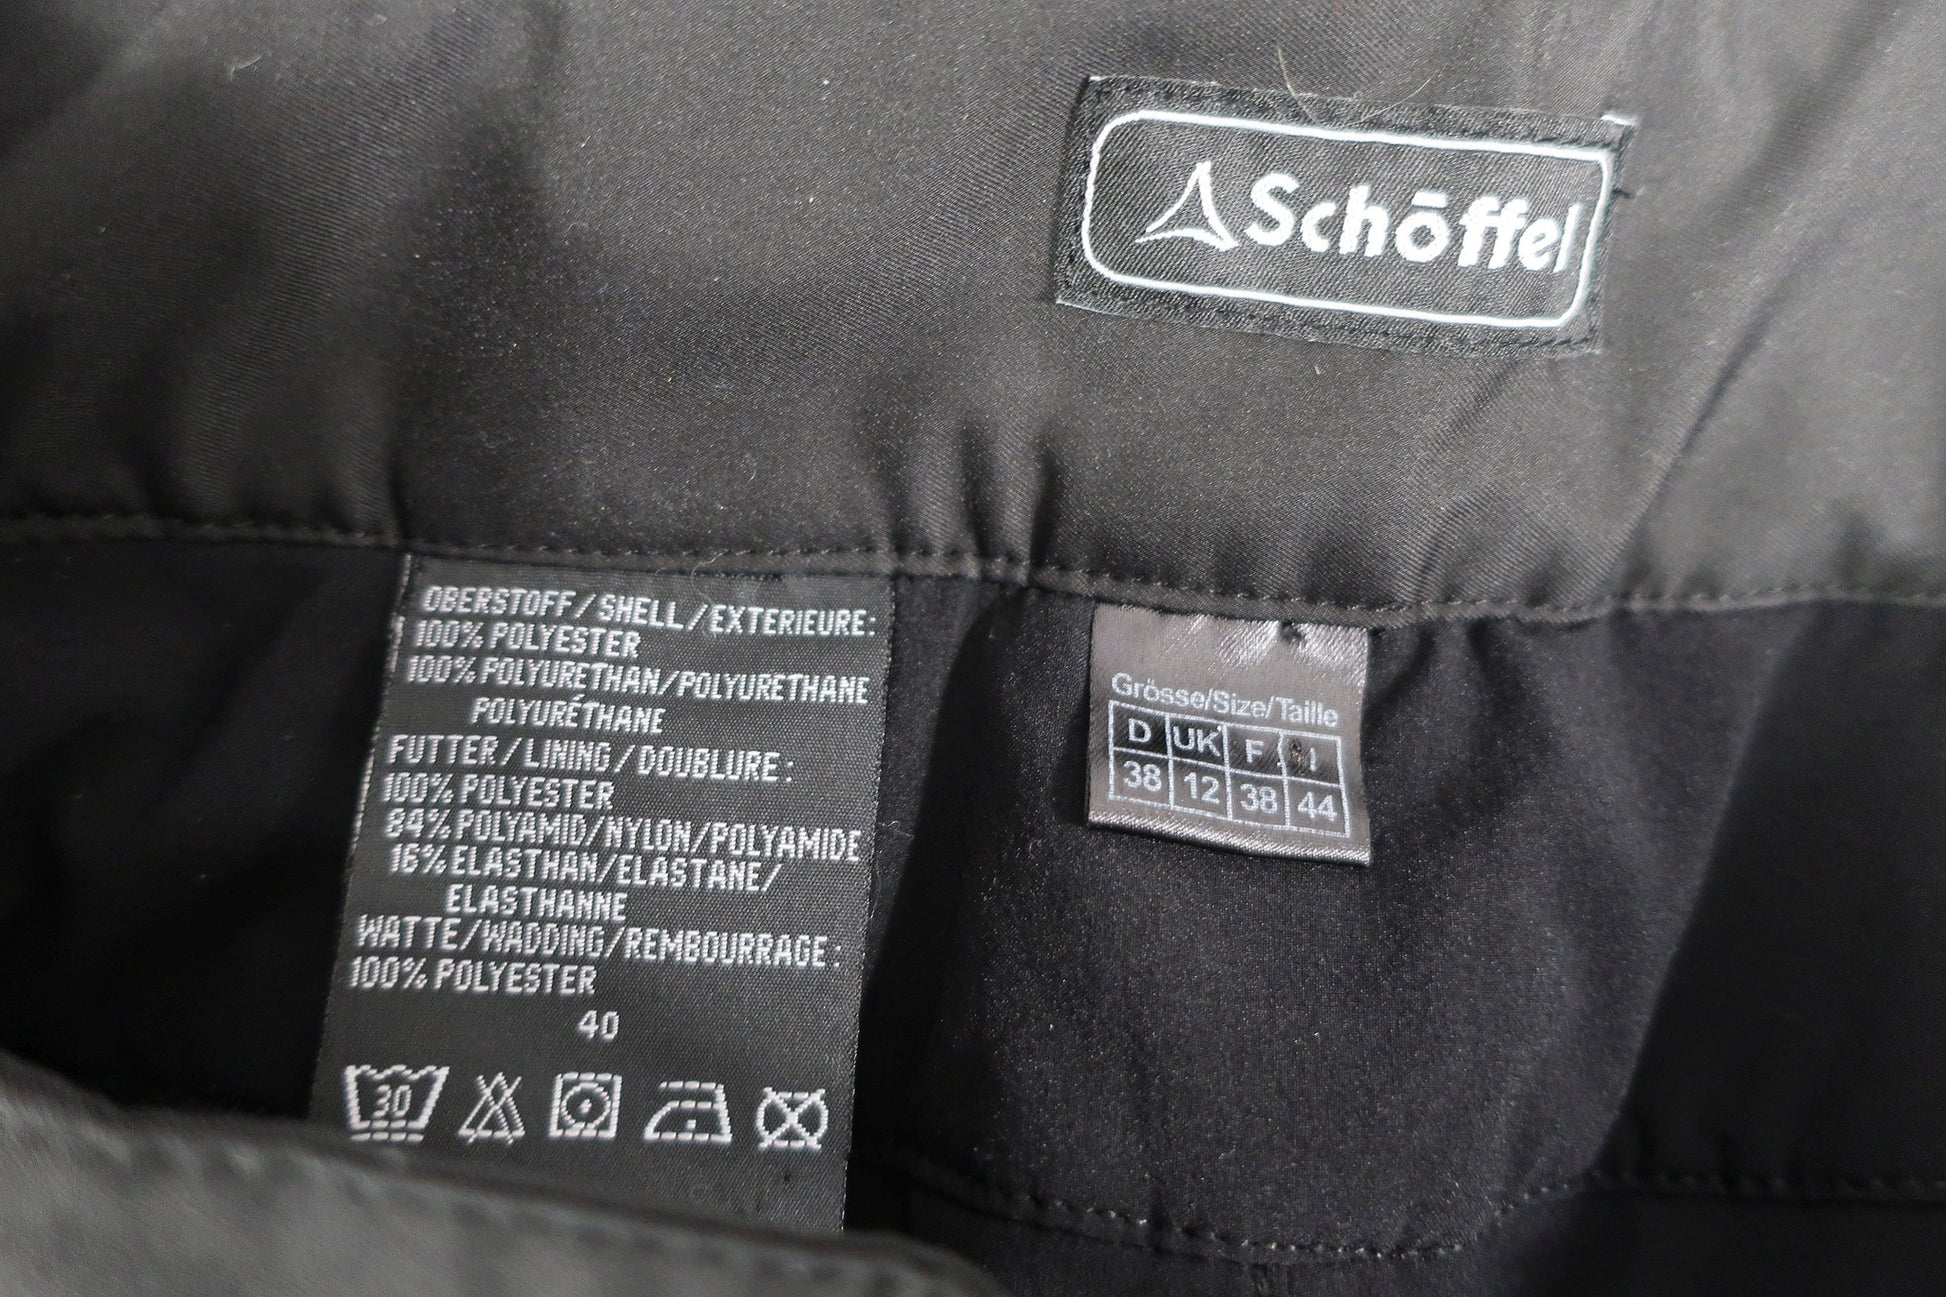 Schöffel
OBERSTOFF/SHELL/EXTERIEURE:
100% POLYESTER
100% POLYURETHAN/POLYURETHANE
POLYURÉTHANE
FUTTER/LINING/DOUBLURE:
100% POLYESTER
84% POLYAMID/NYLON/POLYAMIDE
16% ELASTHAN/ELASTANE/
ELASTHANNE
WATTE/WADDING/REMBOURRAGE:
100% POLYESTER
40
30
Grösse/Size/Taille
D UK F I
38 12 38 44